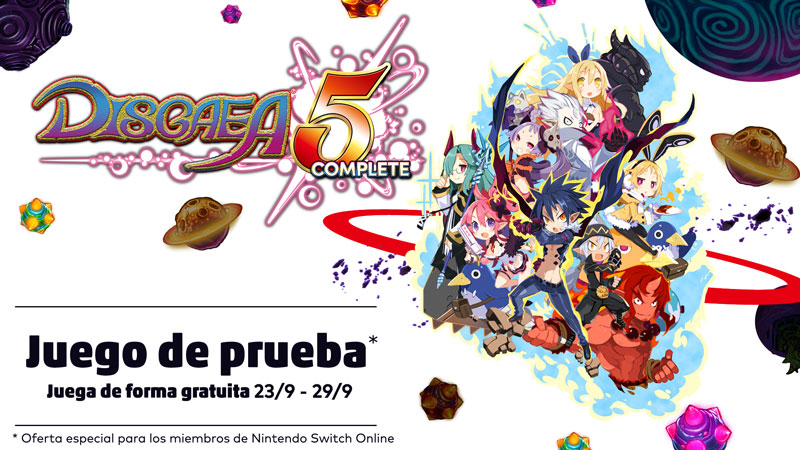 DISGAEA 5
COMPLETE
Juego de prueba*
Juega de forma gratuita 23/9 - 29/9
* Oferta especial para los miembros de Nintendo Switch Online